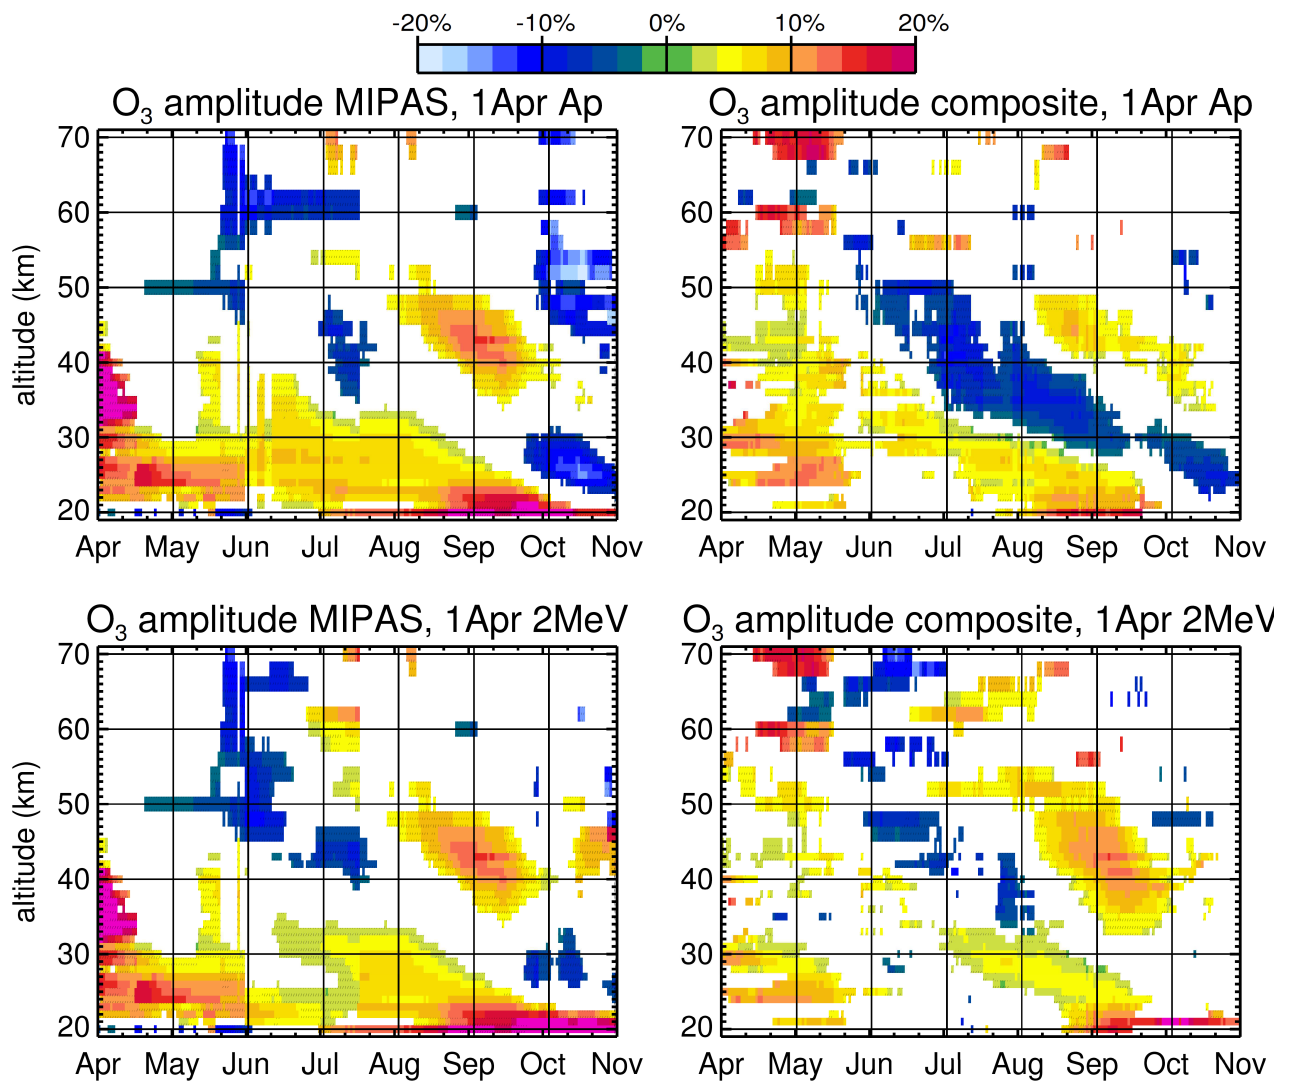 -20% -10% 0% 10% 20%
O₃ amplitude MIPAS, 1Apr Ap
O₃ amplitude composite, 1Apr Ap
altitude (km)
70 60 50 40 30 20
70 60 50 40 30 20
Apr May Jun Jul Aug Sep Oct Nov
Apr May Jun Jul Aug Sep Oct Nov
O₃ amplitude MIPAS, 1Apr 2MeV
O₃ amplitude composite, 1Apr 2MeV
altitude (km)
70 60 50 40 30 20
70 60 50 40 30 20
Apr May Jun Jul Aug Sep Oct Nov
Apr May Jun Jul Aug Sep Oct Nov